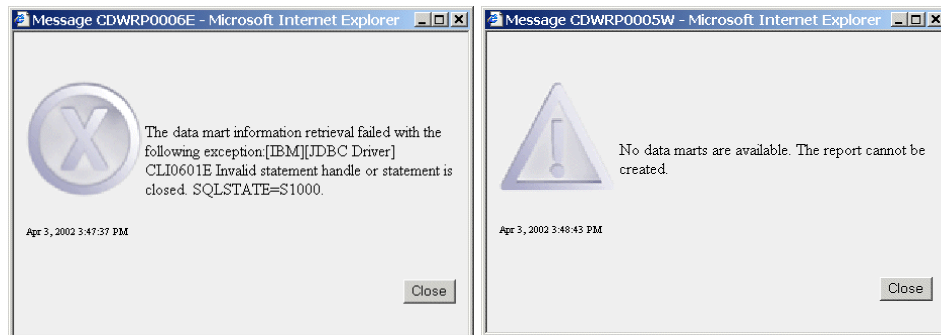 Message CDWRP0006E - Microsoft Internet Explorer
The data mart information retrieval failed with the
following exception:[IBM][JDBC Driver]
CLI0601E Invalid statement handle or statement is
closed. SQLSTATE=S1000.
Apr 3, 2002 3:47:37 PM
Close
Message CDWRP0005W - Microsoft Internet Explorer
No data marts are available. The report cannot be
created.
Apr 3, 2002 3:48:43 PM
Close